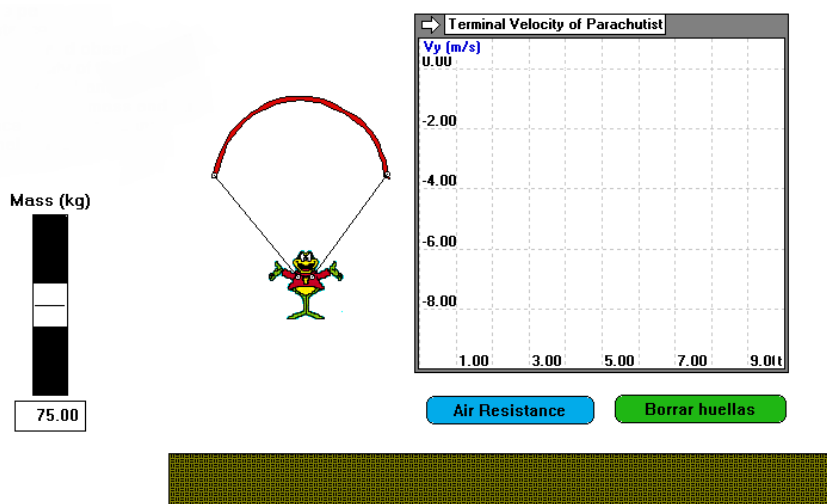 Terminal Velocity of Parachutist
Vy (m/s)
0.00
-2.00
-4.00
-6.00
-8.00
1.00 3.00 5.00 7.00 9.00 t
Mass (kg)
75.00
Air Resistance
Borrar huellas